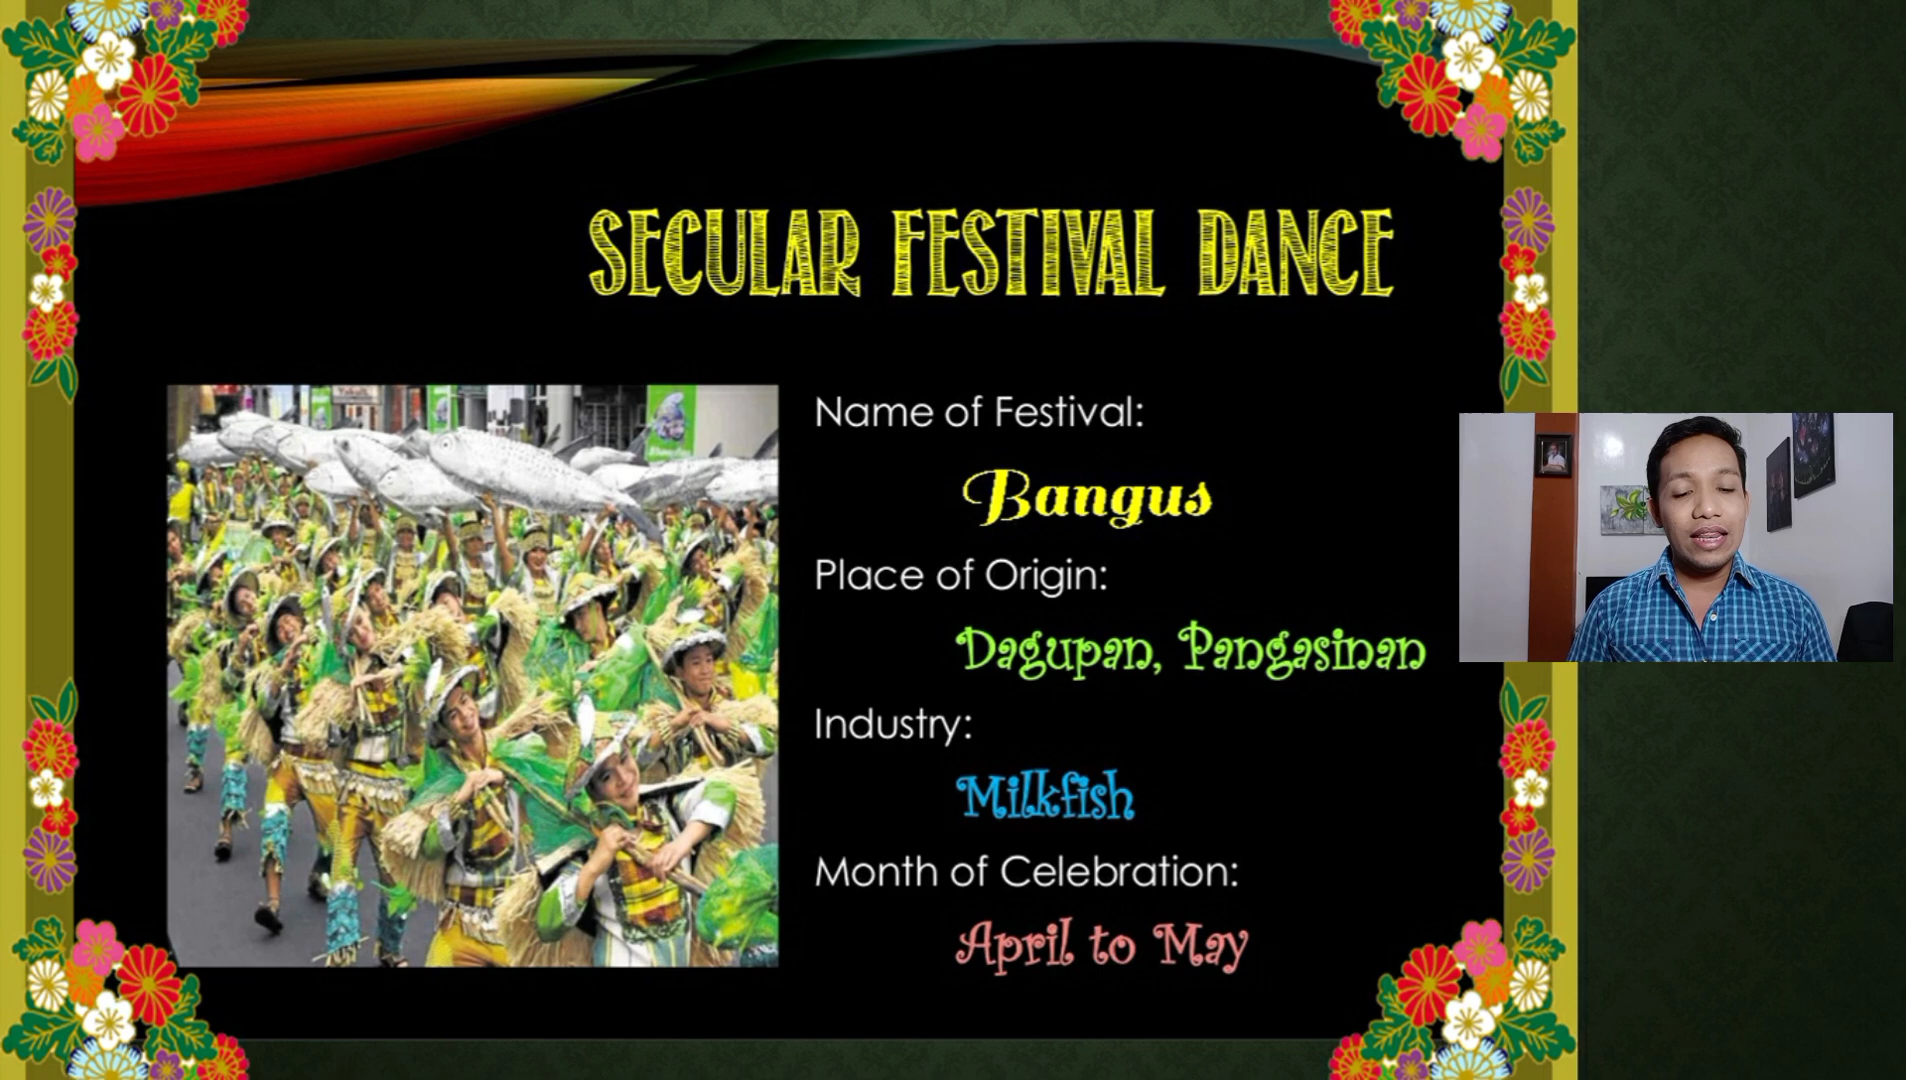 SECULAR FESTIVAL DANCE
Name of Festival:
Bangus
Place of Origin:
Dagupan, Pangasinan
Industry:
Milkfish
Month of Celebration:
April to May